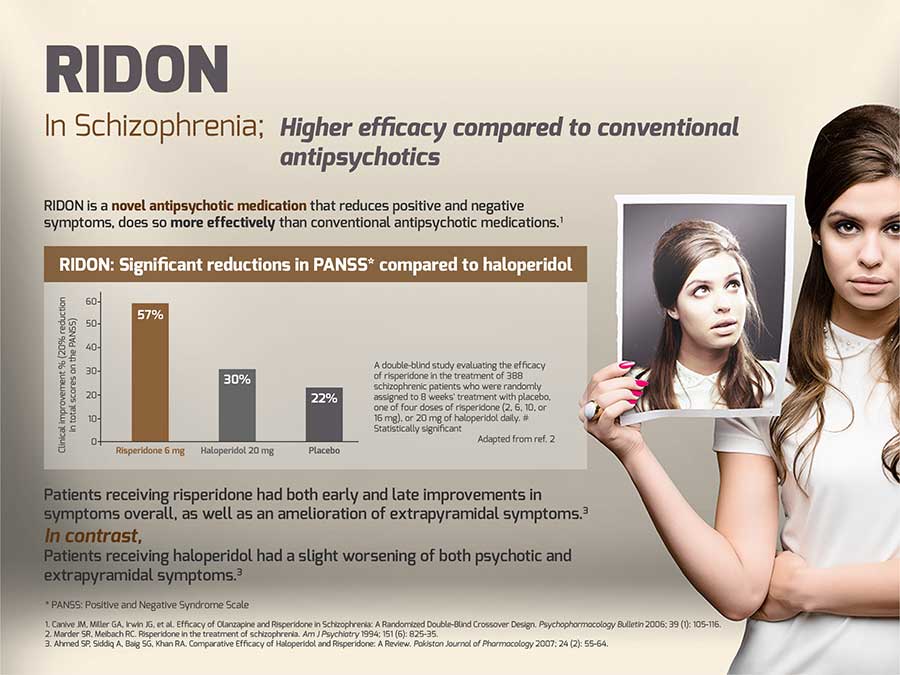 RIDON
In Schizophrenia; Higher efficacy compared to conventional
antipsychotics
RIDON is a novel antipsychotic medication that reduces positive and negative
symptoms, does so more effectively than conventional antipsychotic medications.¹
RIDON: Significant reductions in PANSS* compared to haloperidol
Clinical improvement % (20% reduction
in total scores on the PANSS)
60
50
40
30
20
10
0
57%
30%
22%
Risperidone 6 mg
Haloperidol 20 mg
Placebo
A double-blind study evaluating the efficacy
of risperidone in the treatment of 388
schizophrenic patients who were randomly
assigned to 8 weeks' treatment with placebo,
one of four doses of risperidone (2, 6, 10, or
16 mg), or 20 mg of haloperidol daily. #
Statistically significant
Adapted from ref. 2
Patients receiving risperidone had both early and late improvements in
symptoms overall, as well as an amelioration of extrapyramidal symptoms.³
In contrast,
Patients receiving haloperidol had a slight worsening of both psychotic and
extrapyramidal symptoms.³
* PANSS: Positive and Negative Syndrome Scale
1. Canive JM, Miller GA, Irwin JG, et al. Efficacy of Olanzapine and Risperidone in Schizophrenia: A Randomized Double-Blind Crossover Design. Psychopharmacology Bulletin 2006; 39 (1): 105-116.
2. Marder SR, Meibach RC. Risperidone in the treatment of schizophrenia. Am J Psychiatry 1994; 151 (6): 825-35.
3. Ahmed SP, Siddiq A, Baig SG, Khan RA. Comparative Efficacy of Haloperidol and Risperidone: A Review. Pakistan Journal of Pharmacology 2007; 24 (2): 55-64.